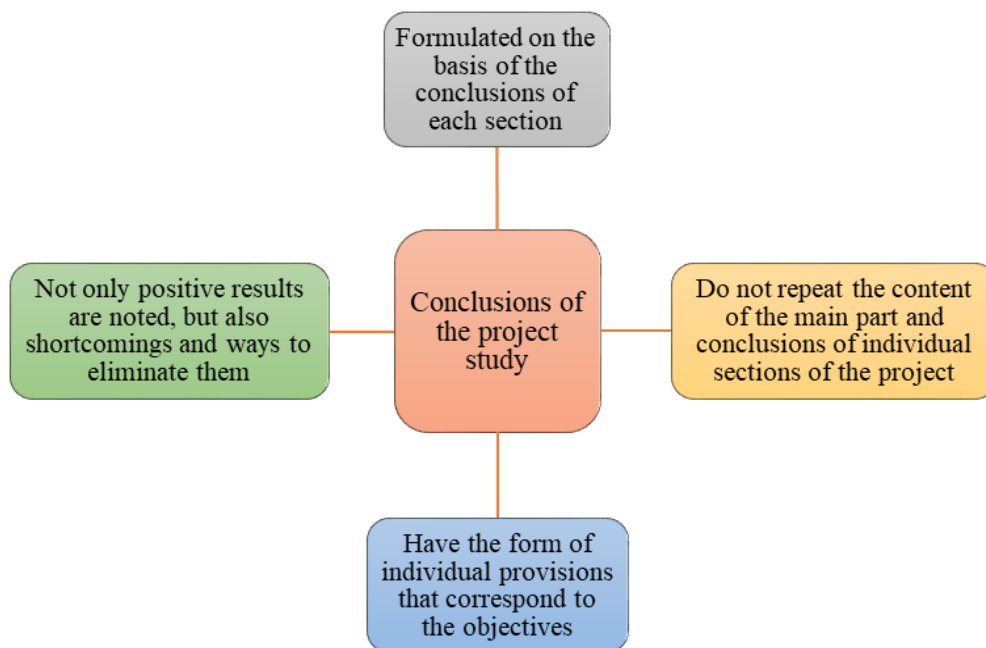 Formulated on the
basis of the
conclusions of
each section
Not only positive results
are noted, but also
shortcomings and ways to
eliminate them
Conclusions of
the project
study
Do not repeat the content
of the main part and
conclusions of individual
sections of the project
Have the form of
individual provisions
that correspond to
the objectives